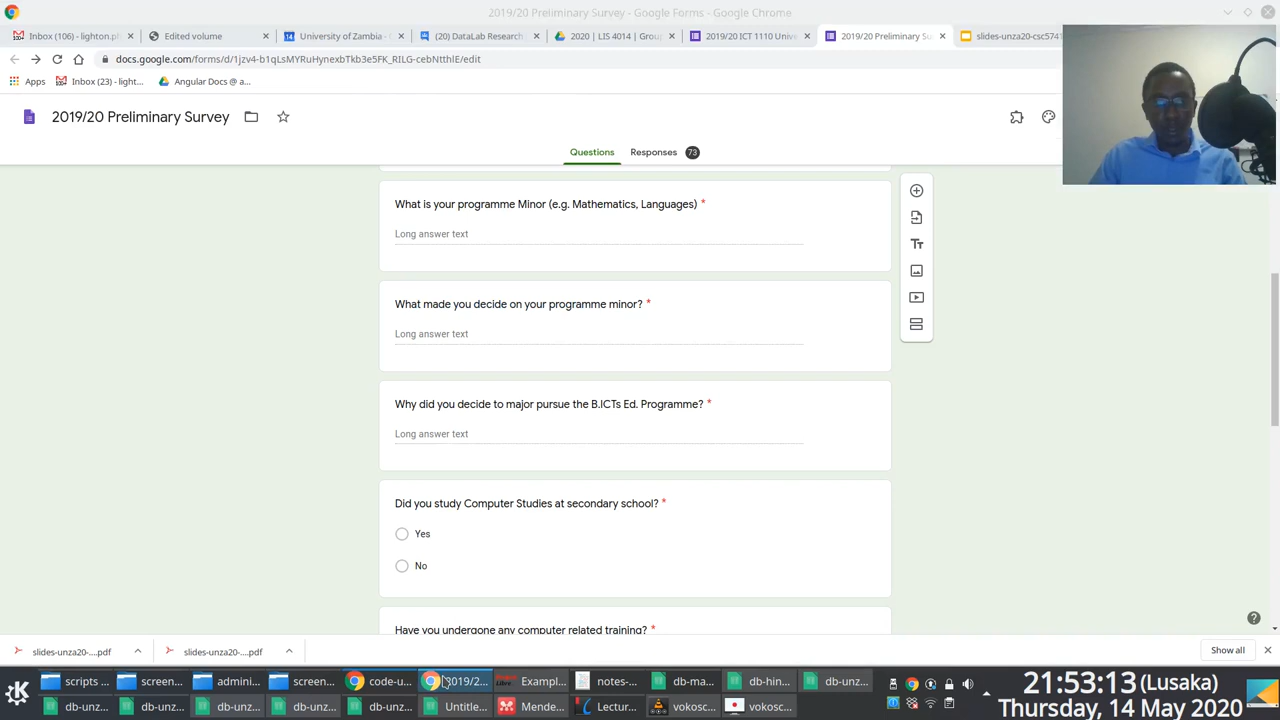 2019/20 Preliminary Survey - Google Forms - Google Chrome
Inbox (106) - lighton.p
Edited volume
University of Zambia -
(20) DataLab Research
2020 | LIS 4014 | Grou
2019/20 ICT 1110 Unive
2019/20 Preliminary Su
slides-unza20-csc5741
docs.google.com/forms/d/1jzv4-b1qLsMYRuHynexbTkb3e5FK_RILG-cebNtthlE/edit
Apps
Inbox (23) - light...
Angular Docs @ a...
2019/20 Preliminary Survey
Questions
Responses 73
What is your programme Minor (e.g. Mathematics, Languages) *
Long answer text
What made you decide on your programme minor? *
Long answer text
Why did you decide to major pursue the B.ICTs Ed. Programme? *
Long answer text
Did you study Computer Studies at secondary school? *
Yes
No
Have you undergone any computer related training? *
slides-unza20-....pdf
slides-unza20-....pdf
Show all
scripts ...
screen...
admini...
screen...
code-u...
2019/2...
Exampl...
notes-...
db-ma...
db-hin...
db-unz...
21:53:13 (Lusaka)
db-unz...
db-unz...
db-unz...
db-unz...
db-unz...
Untitle...
Mende...
Lectur...
vokosc...
vokosc...
Thursday, 14 May 2020